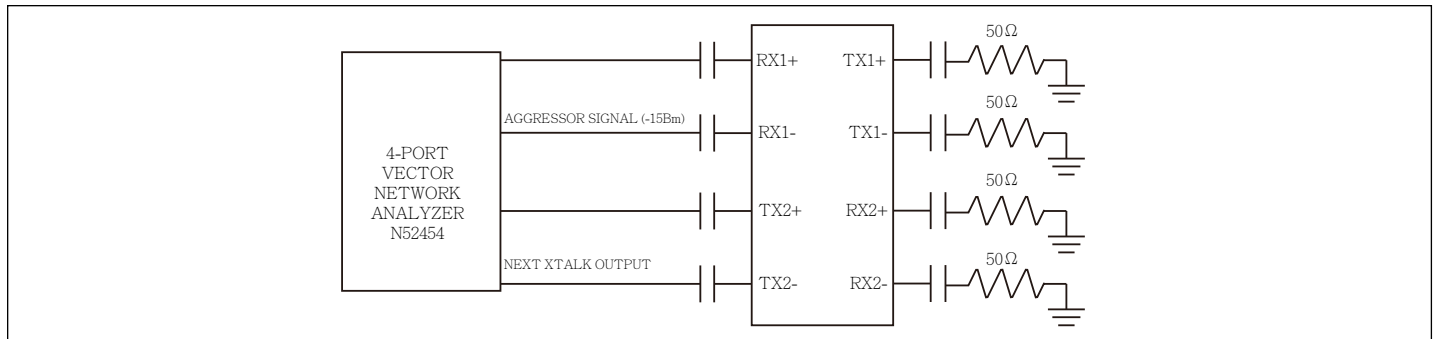 50Ω
RX1+ TX1+
50Ω
AGGRESSOR SIGNAL (-15Bm)
RX1- TX1-
4-PORT
VECTOR
NETWORK
ANALYZER
N52454
50Ω
TX2+ RX2+
50Ω
NEXT XTALK OUTPUT
TX2- RX2-